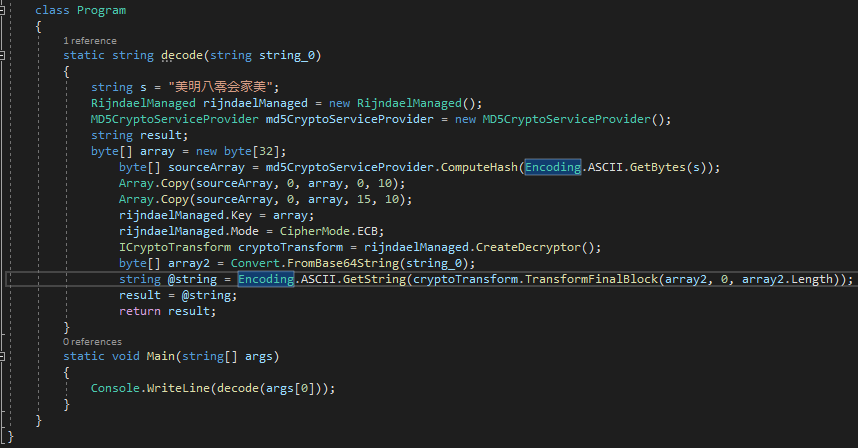 class Program
{
1 reference
static string decode(string string_0)
{
string s = "美明八零会家美";
RijndaelManaged rijndaelManaged = new RijndaelManaged();
MD5CryptoServiceProvider md5CryptoServiceProvider = new MD5CryptoServiceProvider();
string result;
byte[] array = new byte[32];
byte[] sourceArray = md5CryptoServiceProvider.ComputeHash(Encoding.ASCII.GetBytes(s));
Array.Copy(sourceArray, 0, array, 0, 10);
Array.Copy(sourceArray, 0, array, 15, 10);
rijndaelManaged.Key = array;
rijndaelManaged.Mode = CipherMode.ECB;
ICryptoTransform cryptoTransform = rijndaelManaged.CreateDecryptor();
byte[] array2 = Convert.FromBase64String(string_0);
string @string = Encoding.ASCII.GetString(cryptoTransform.TransformFinalBlock(array2, 0, array2.Length));
result = @string;
return result;
}
0 references
static void Main(string[] args)
{
Console.WriteLine(decode(args[0]));
}
}
}